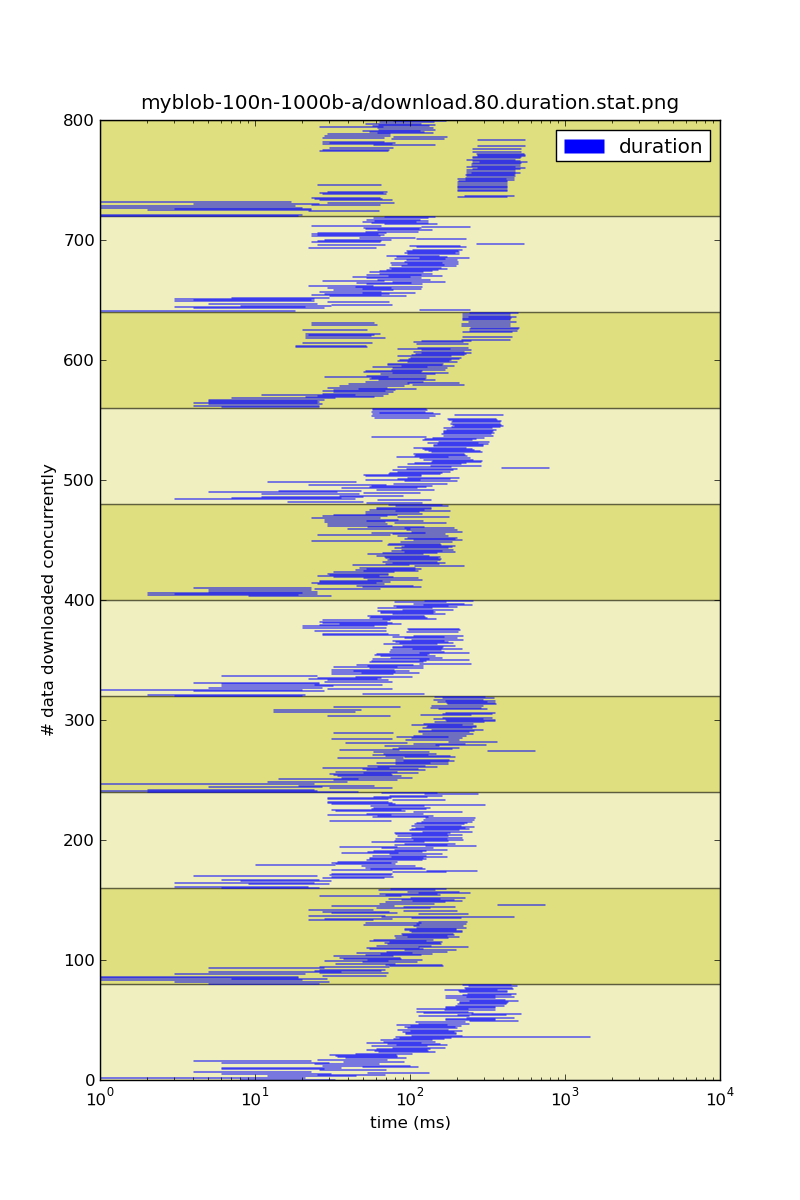 myblob-100n-1000b-a/download.80.duration.stat.png
duration
800
700
600
500
400
300
200
100
0
# data downloaded concurrently
10^0 10^1 10^2 10^3 10^4
time (ms)